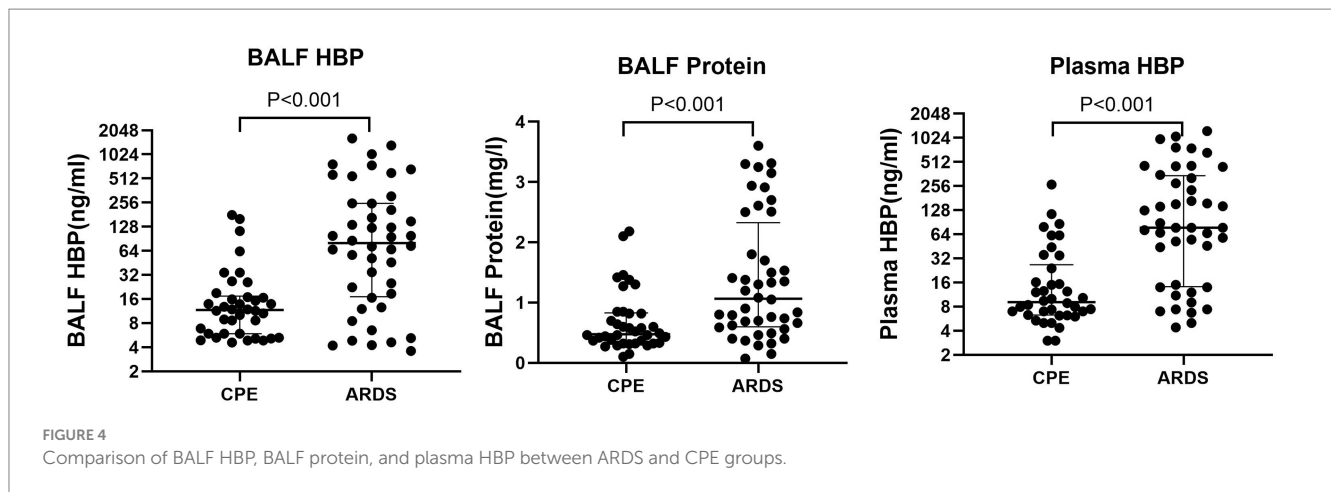 BALF HBP
P<0.001
BALF HBP(ng/ml)
2048
1024
512
256
128
64
32
16
8
4
2
CPE
ARDS
BALF Protein
P<0.001
BALF Protein(mg/l)
4
3
2
1
0
CPE
ARDS
Plasma HBP
P<0.001
Plasma HBP(ng/ml)
2048
1024
512
256
128
64
32
16
8
4
2
CPE
ARDS
FIGURE 4
Comparison of BALF HBP, BALF protein, and plasma HBP between ARDS and CPE groups.